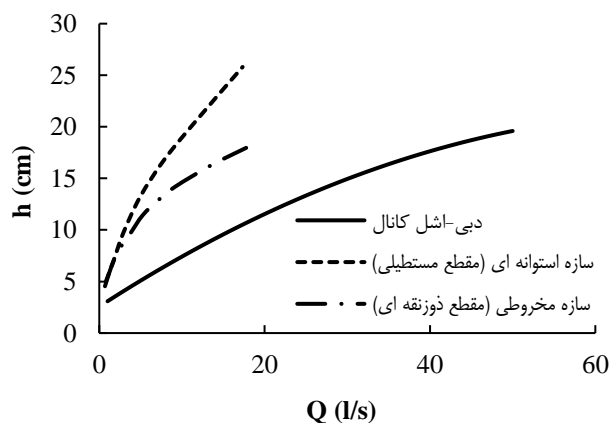 30
25
20
15
10
5
0
h (cm)
دبی-اشل کانال
سازه استوانه ای (مقطع مستطیلی)
سازه مخروطی (مقطع ذوزنقه ای)
0 20 40 60
Q (l/s)